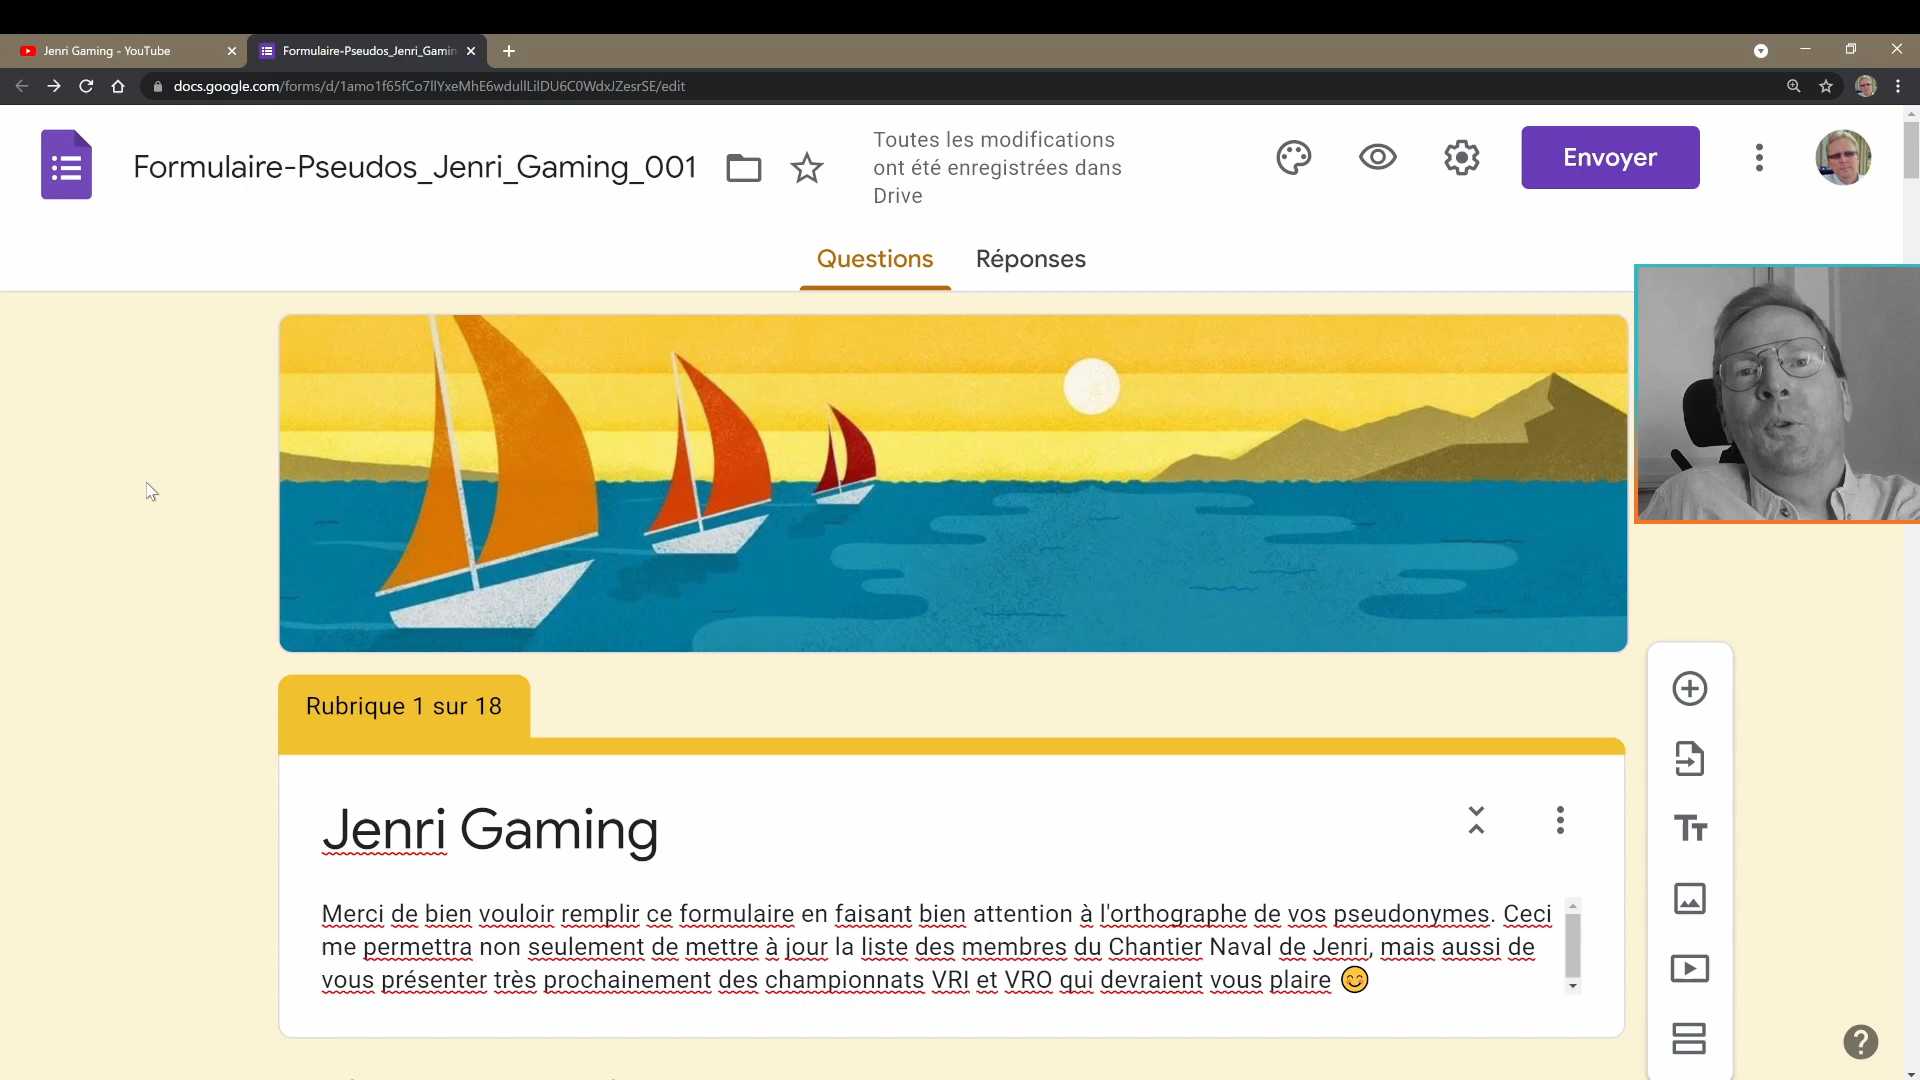 Jenri Gaming - YouTube
Formulaire-Pseudos_Jenri_Gamin
docs.google.com/forms/d/1amo1f65fCo7llYxeMhE6wdullLilDU6C0WdxJZesrSE/edit
Formulaire-Pseudos_Jenri_Gaming_001
Toutes les modifications
ont été enregistrées dans
Drive
Envoyer
Questions
Réponses
Rubrique 1 sur 18
Jenri Gaming
Merci de bien vouloir remplir ce formulaire en faisant bien attention à l'orthographe de vos pseudonymes. Ceci
me permettra non seulement de mettre à jour la liste des membres du Chantier Naval de Jenri, mais aussi de
vous présenter très prochainement des championnats VRI et VRO qui devraient vous plaire 😊